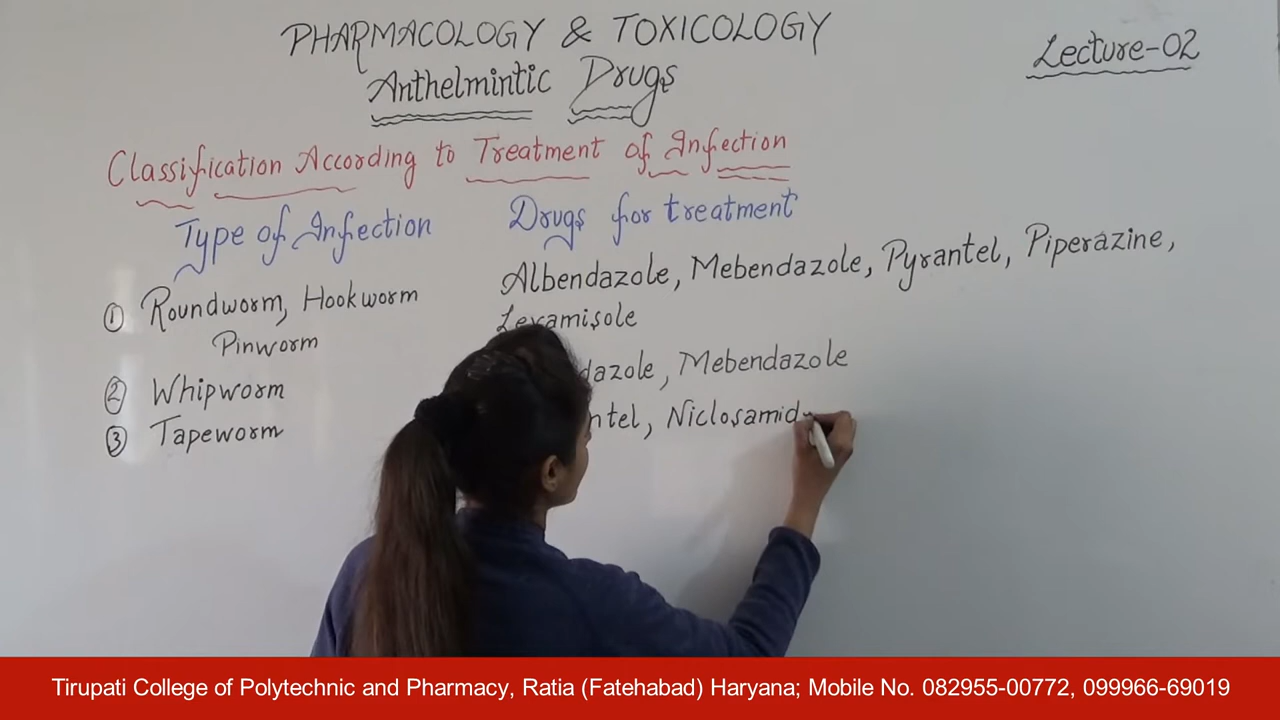 PHARMACOLOGY & TOXICOLOGY
Lecture-02
Anthelmintic Drugs
Classification According to Treatment of Infection
Type of Infection Drugs for treatment
① Roundworm, Hookworm Albendazole, Mebendazole, Pyrantel, Piperazine,
Pinworm Levamisole
② Whipworm Mebendazole
③ Tapeworm Niclosamid
Tirupati College of Polytechnic and Pharmacy, Ratia (Fatehabad) Haryana; Mobile No. 082955-00772, 099966-69019